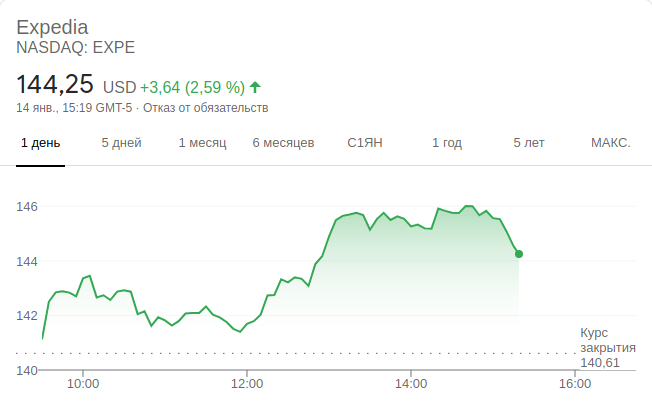 Expedia
NASDAQ: EXPE
144,25 USD +3,64 (2,59 %)
14 янв., 15:19 GMT-5 · Отказ от обязательств
1 день 5 дней 1 месяц 6 месяцев С1ЯН 1 год 5 лет МАКС.
146
144
142
140
Курс
закрытия
140,61
10:00 12:00 14:00 16:00